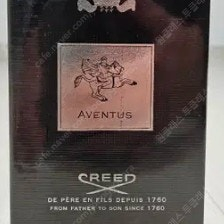 AVENTUS
CREED
DE PÈRE EN FILS DEPUIS 1760
FROM FATHER TO SON SINCE 1760